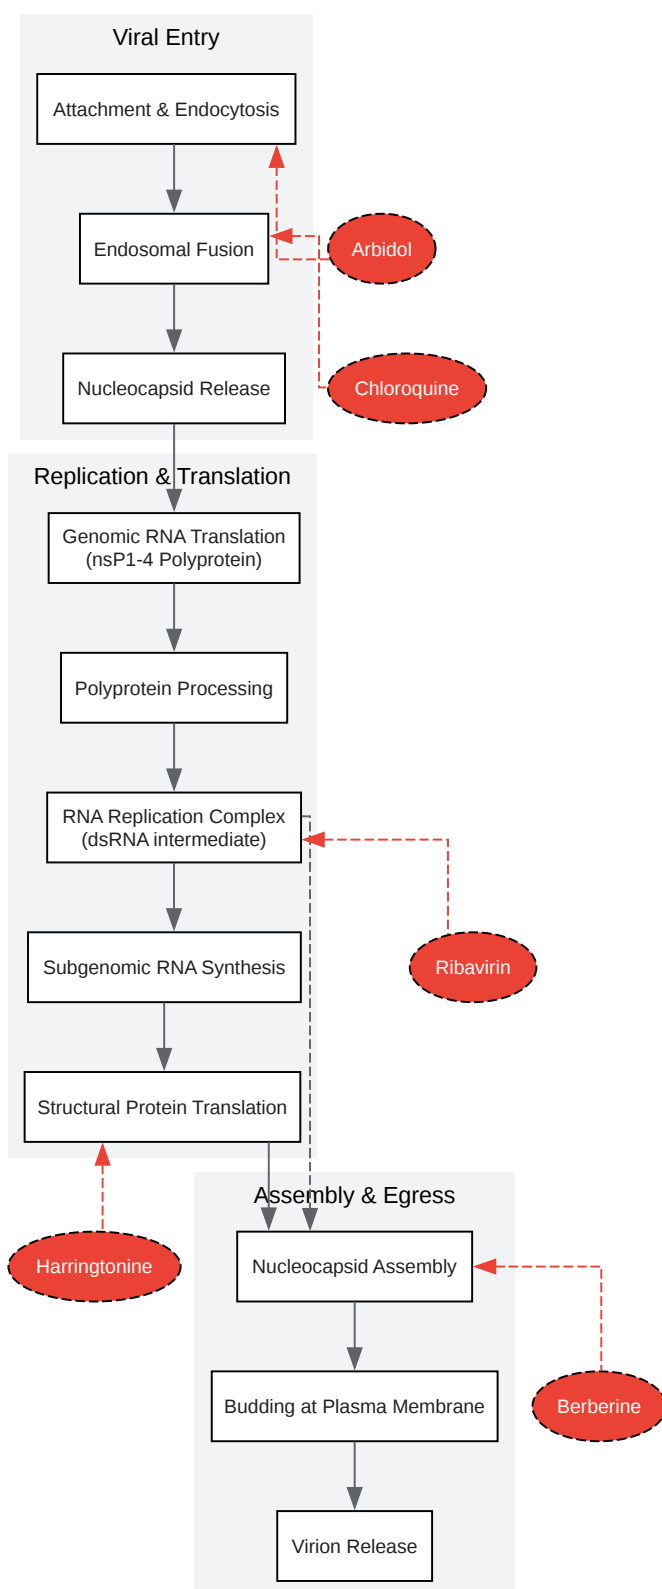 Viral Entry
Attachment & Endocytosis
Endosomal Fusion
Arbidol
Nucleocapsid Release
Chloroquine
Replication & Translation
Genomic RNA Translation
(nsP1-4 Polyprotein)
Polyprotein Processing
RNA Replication Complex
(dsRNA intermediate)
Subgenomic RNA Synthesis
Ribavirin
Structural Protein Translation
Assembly & Egress
Harringtonine
Nucleocapsid Assembly
Budding at Plasma Membrane
Berberine
Virion Release